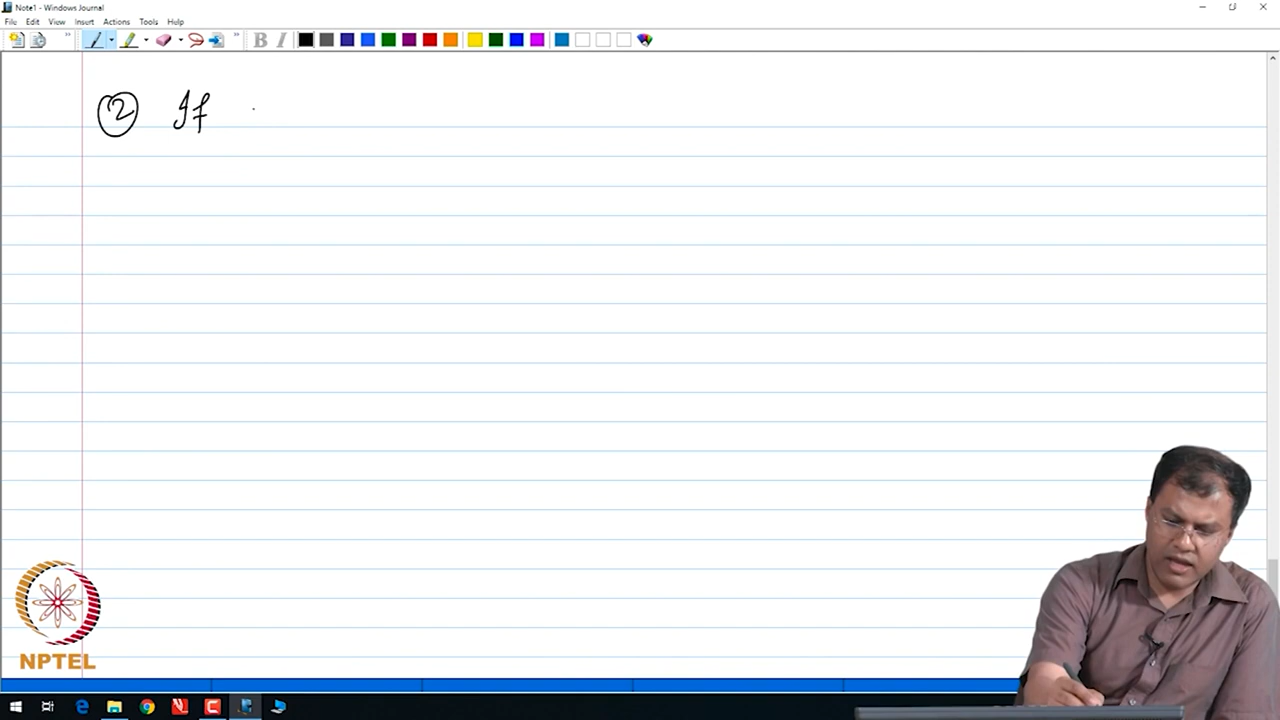 Note1 - Windows Journal
File Edit View Insert Actions Tools Help
B I
② If
NPTEL